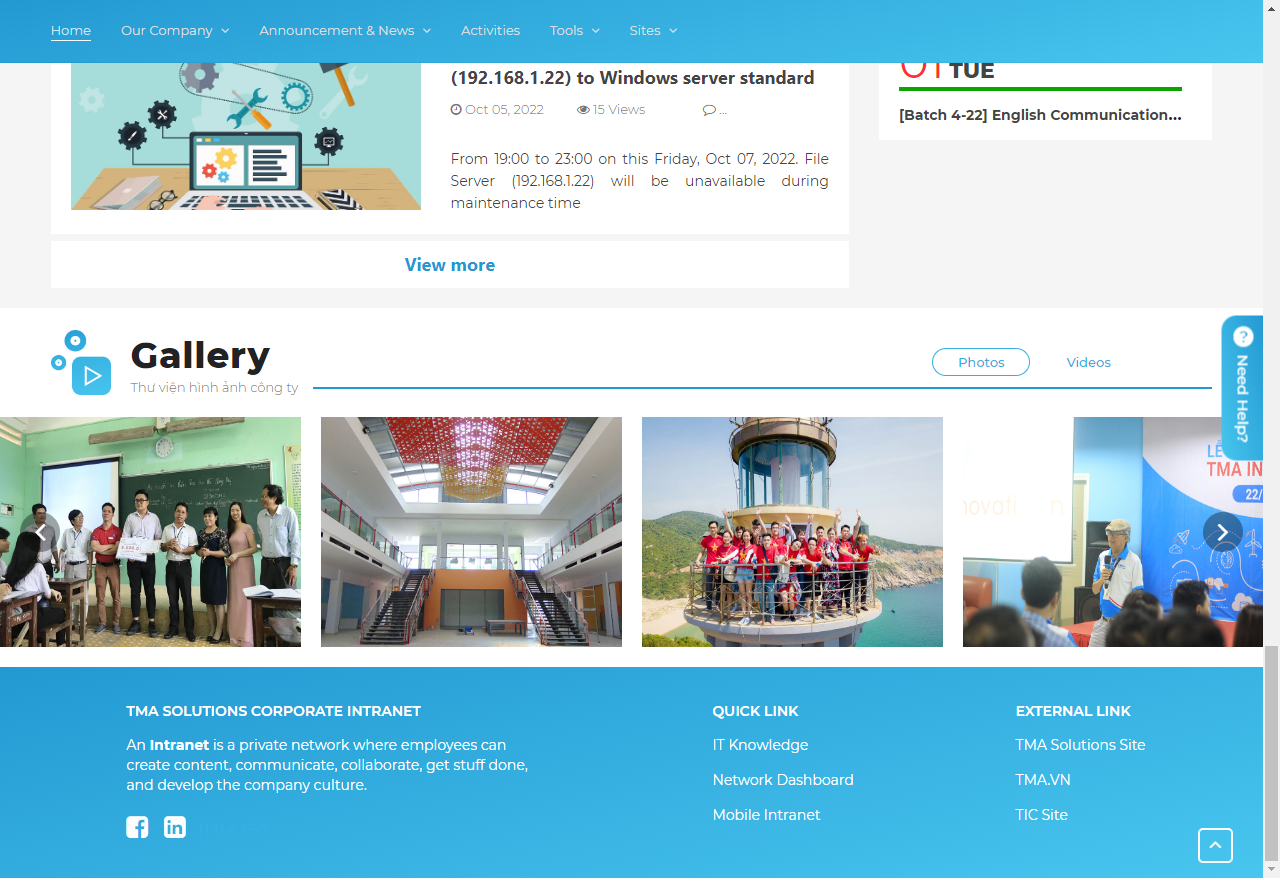 Home
Our Company
Announcement & News
Activities
Tools
Sites
(192.168.1.22) to Windows server standard
Oct 05, 2022
15 Views
...
From 19:00 to 23:00 on this Friday, Oct 07, 2022. File
Server (192.168.1.22) will be unavailable during
maintenance time
View more
TUE
[Batch 4-22] English Communication...
Need Help?
Gallery
Thư viện hình ảnh công ty
Photos
Videos
TMA IN
22/
TMA SOLUTIONS CORPORATE INTRANET
An Intranet is a private network where employees can
create content, communicate, collaborate, get stuff done,
and develop the company culture.
QUICK LINK
IT Knowledge
Network Dashboard
Mobile Intranet
EXTERNAL LINK
TMA Solutions Site
TMA.VN
TIC Site